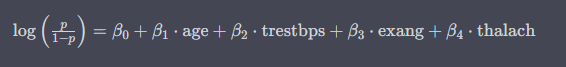 log(p/1−p) = β₀ + β₁ · age + β₂ · trestbps + β₃ · exang + β₄ · thalach